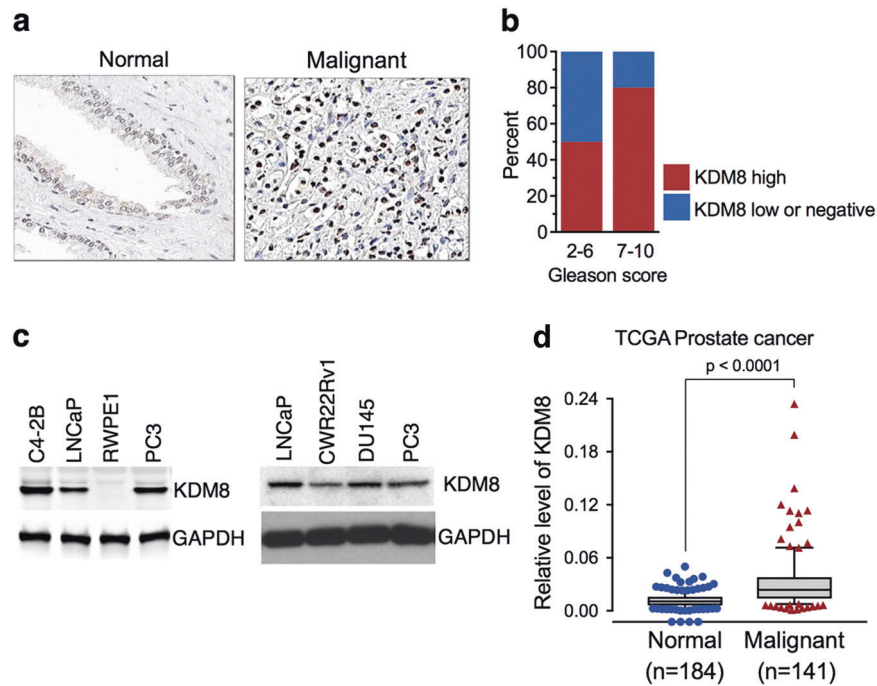 a
Normal
Malignant
b
100
80
60
40
20
0
Percent
2-6
7-10
Gleason score
KDM8 high
KDM8 low or negative
c
C4-2B
LNCaP
RWPE1
PC3
KDM8
GAPDH
LNCaP
CWR22Rv1
DU145
PC3
KDM8
GAPDH
d
TCGA Prostate cancer
p < 0.0001
Relative level of KDM8
0.24
0.18
0.12
0.06
0.00
Normal
(n=184)
Malignant
(n=141)